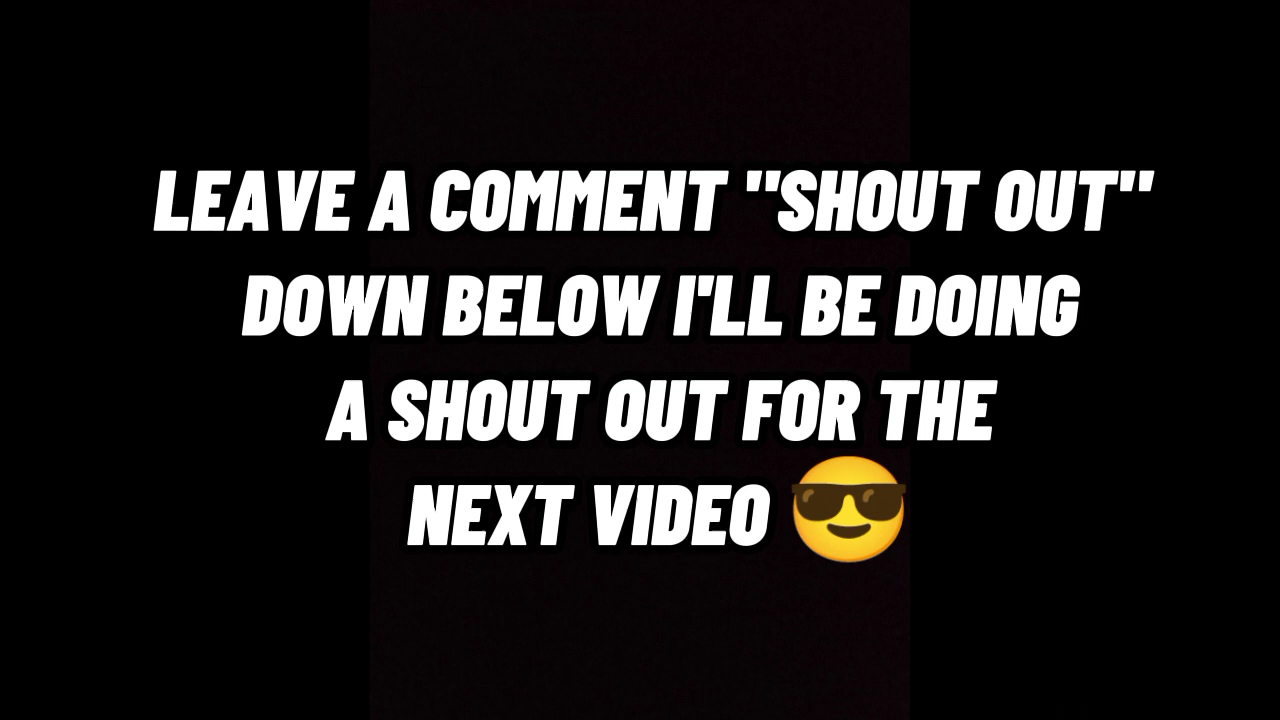 LEAVE A COMMENT "SHOUT OUT"
DOWN BELOW I'LL BE DOING
A SHOUT OUT FOR THE
NEXT VIDEO 😎